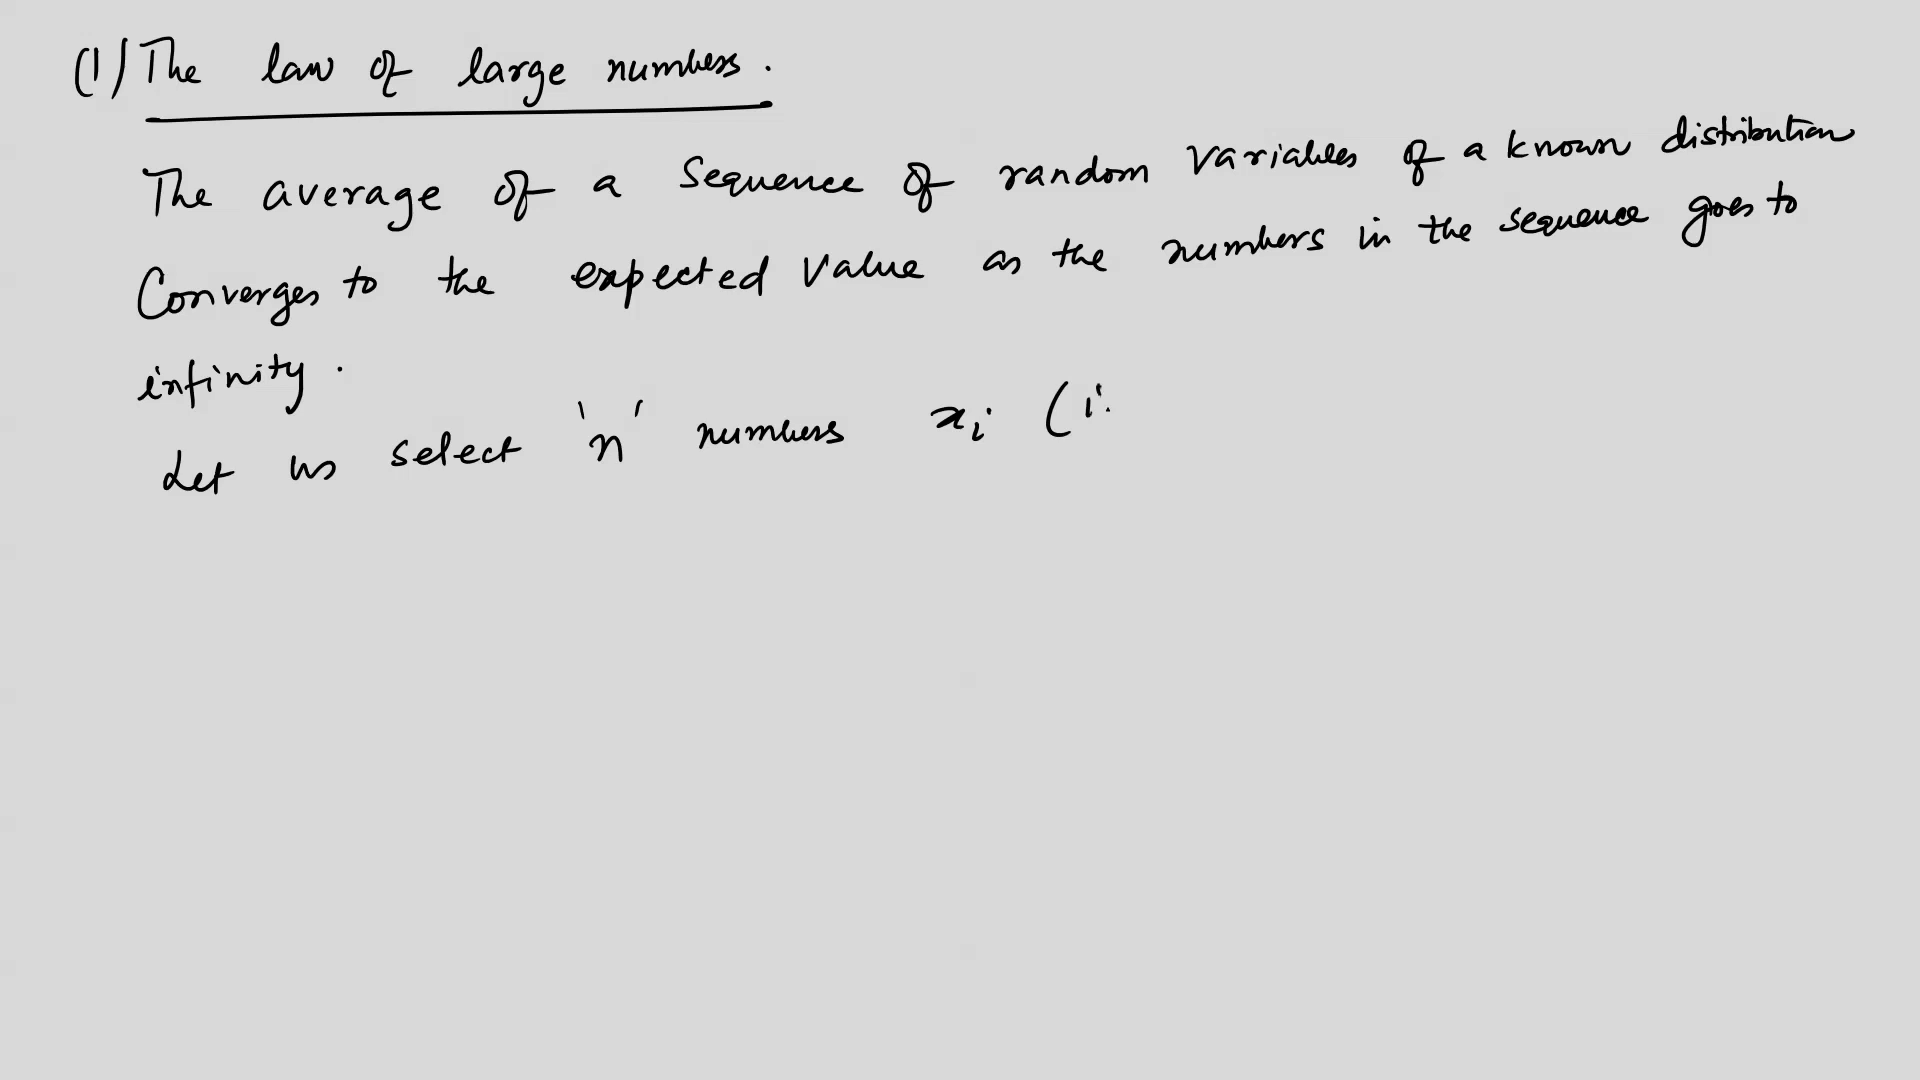 (1) The law of large numbers.
The average of a sequence of random variables of a known distribution
Converges to the expected value as the numbers in the sequence goes to
infinity.
Let us select 'n' numbers xᵢ (i